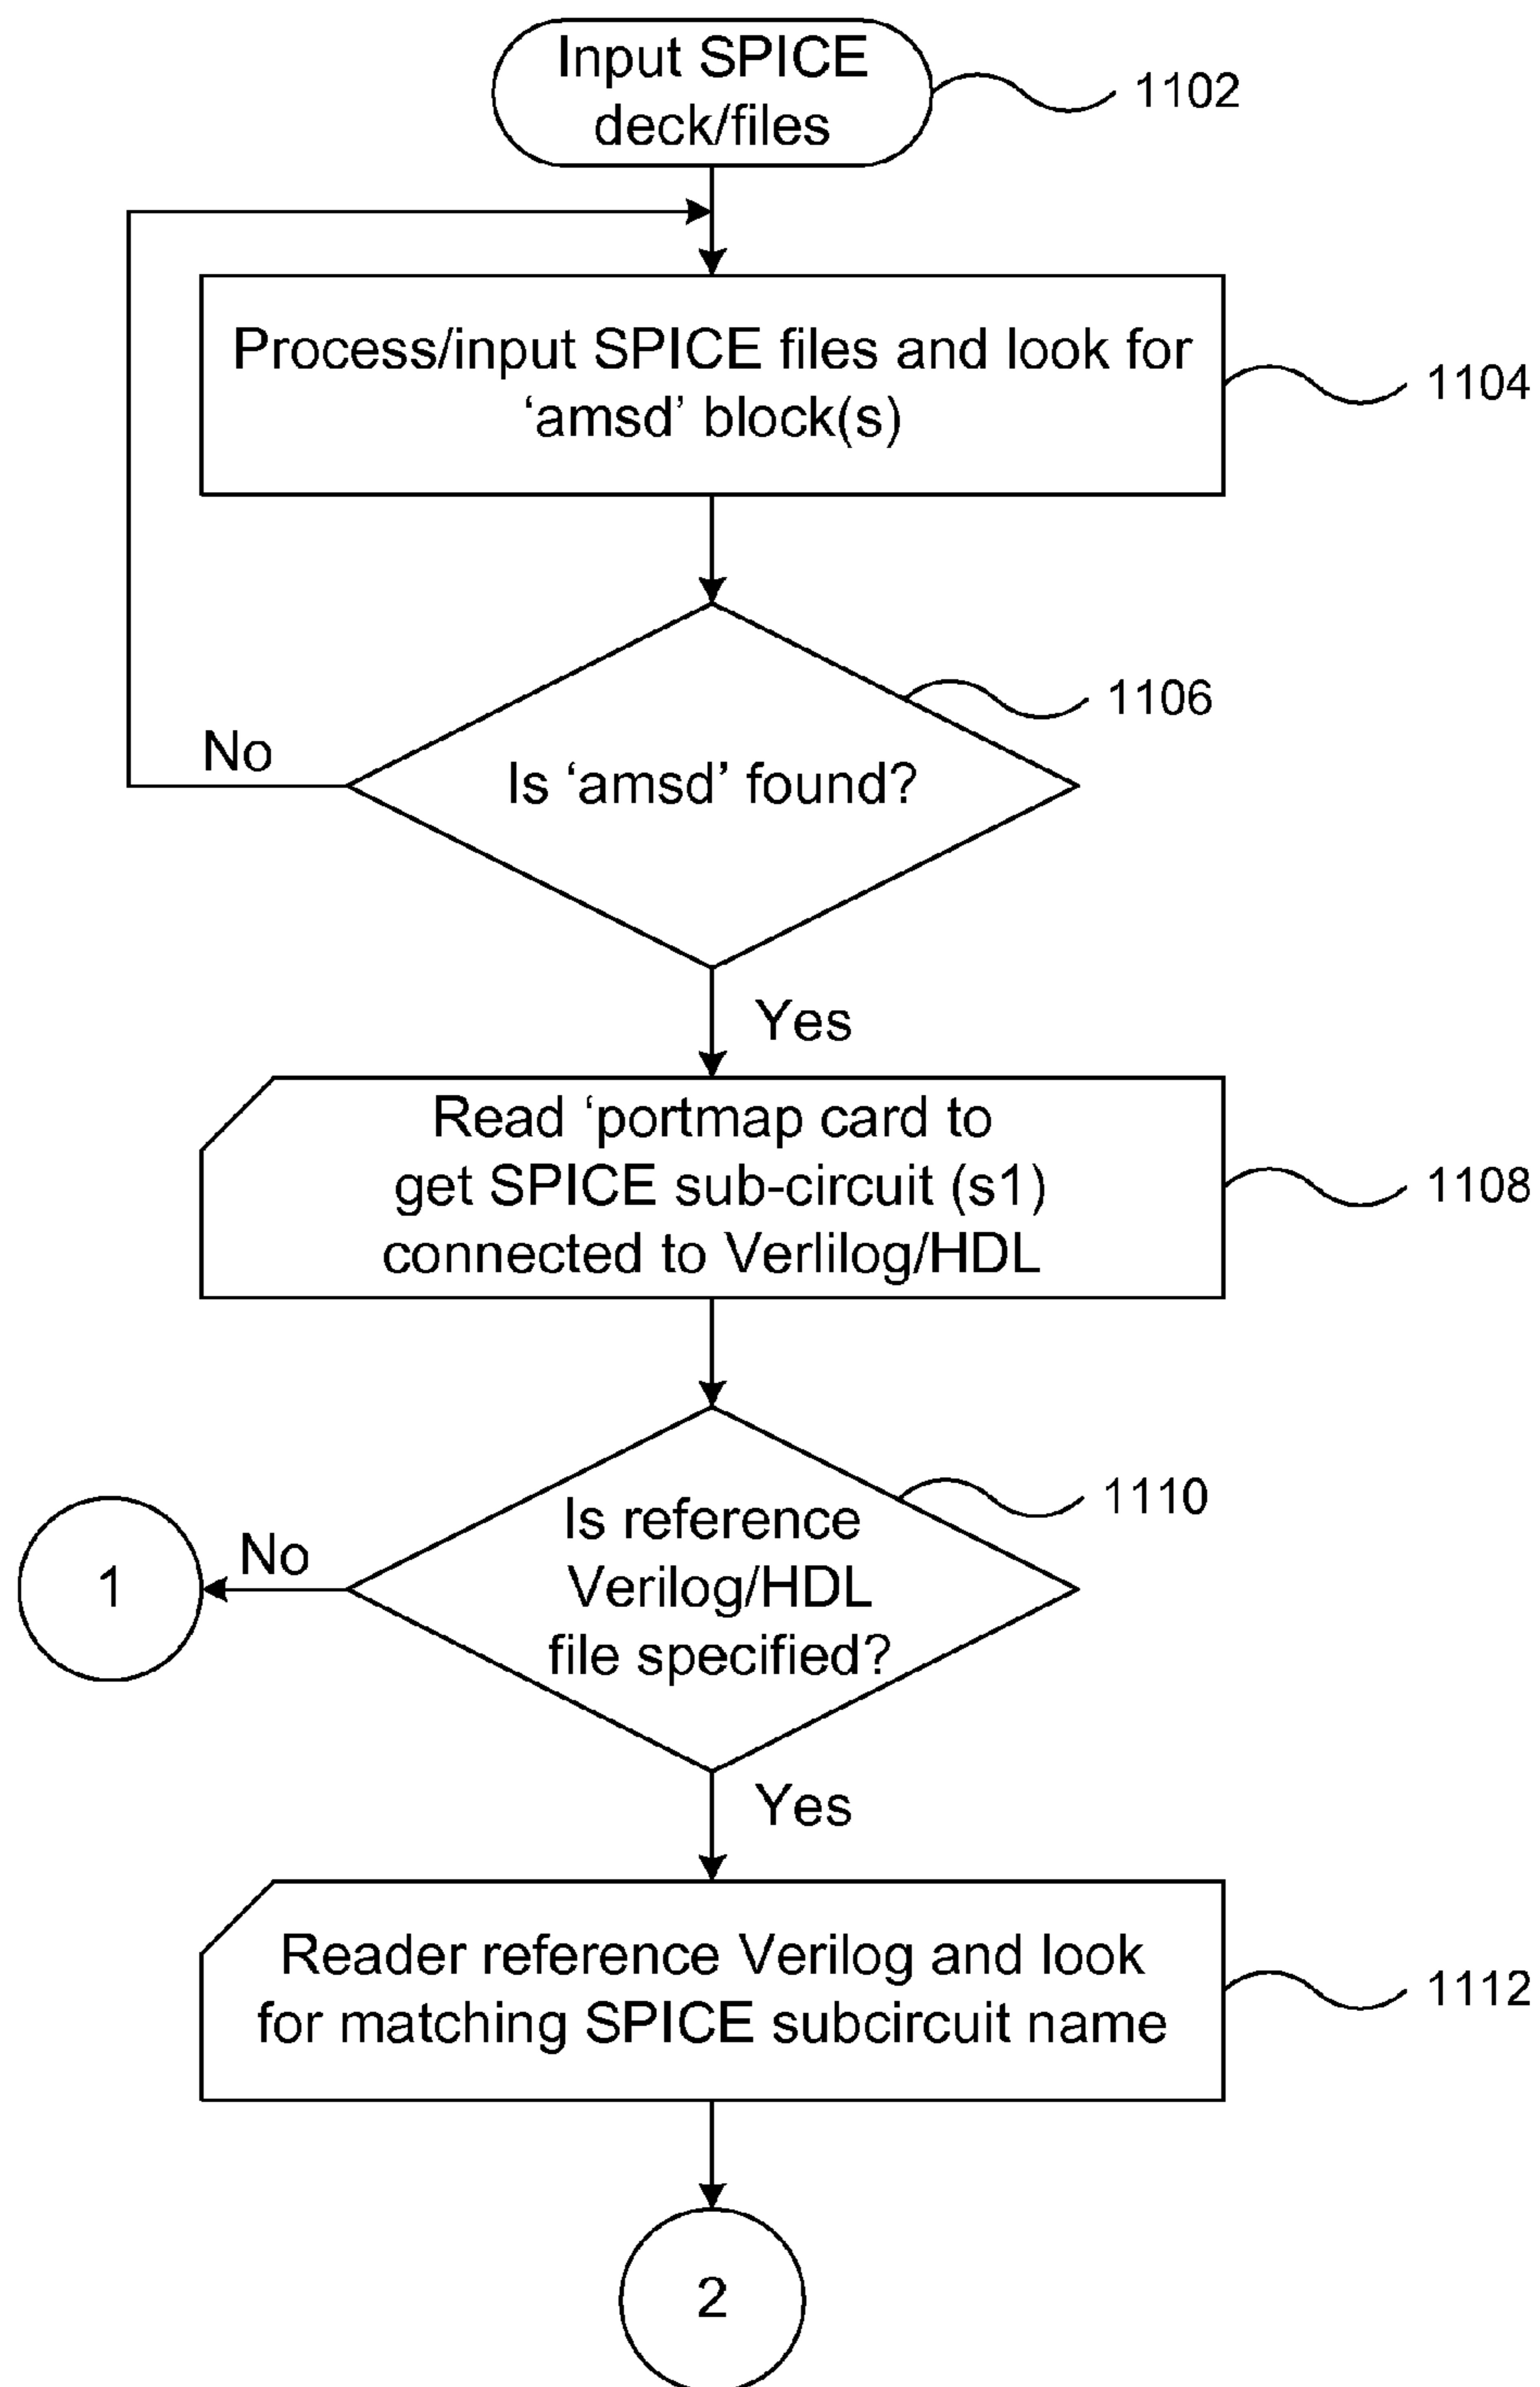 Input SPICE
deck/files
1102
Process/input SPICE files and look for
‘amsd’ block(s)
1104
1106
No
Is ‘amsd’ found?
Yes
Read ‘portmap card to
get SPICE sub-circuit (s1)
connected to Verlilog/HDL
1108
1110
Is reference
Verilog/HDL
file specified?
No
1
Yes
Reader reference Verilog and look
for matching SPICE subcircuit name
1112
2